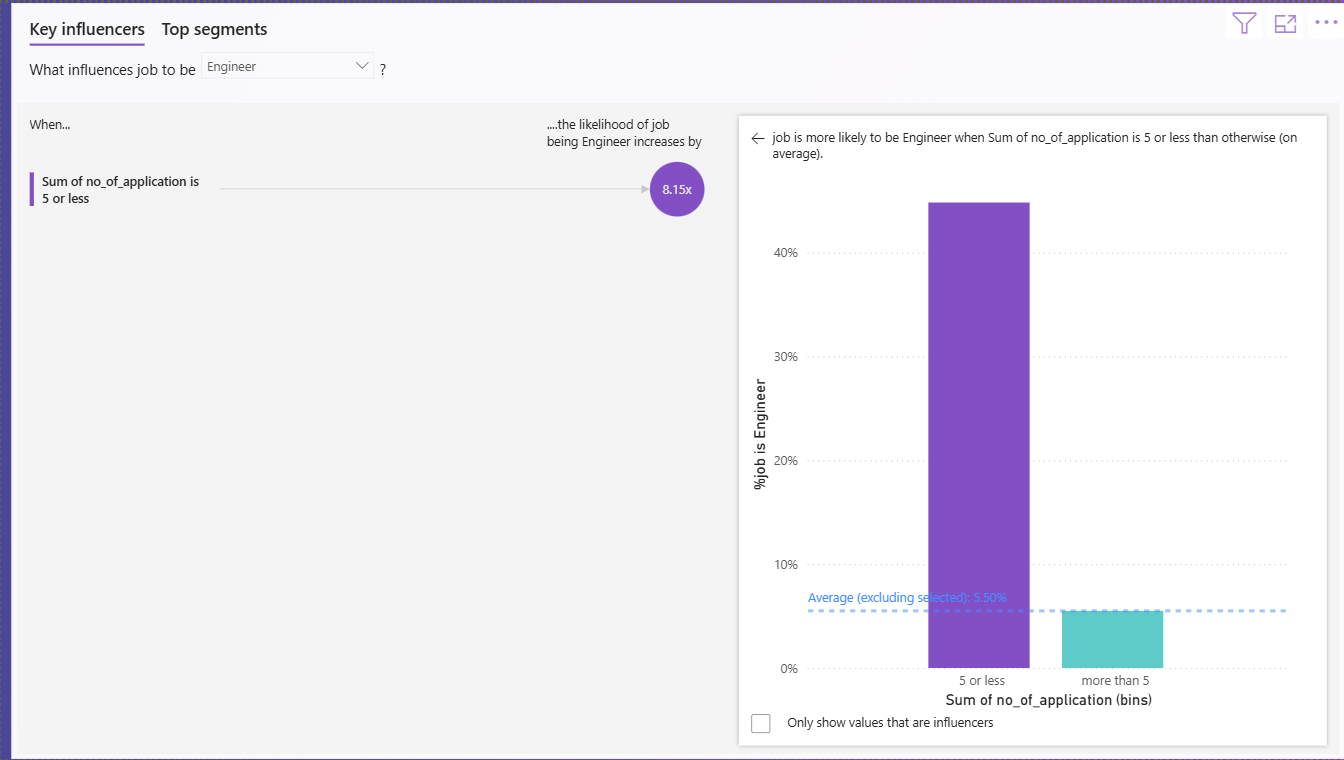 Key influencers Top segments
What influences job to be Engineer ?
When...
....the likelihood of job
being Engineer increases by
Sum of no_of_application is
5 or less
8.15x
job is more likely to be Engineer when Sum of no_of_application is 5 or less than otherwise (on
average).
%job is Engineer
40%
30%
20%
10%
Average (excluding selected): 5.50%
0%
5 or less more than 5
Sum of no_of_application (bins)
Only show values that are influencers